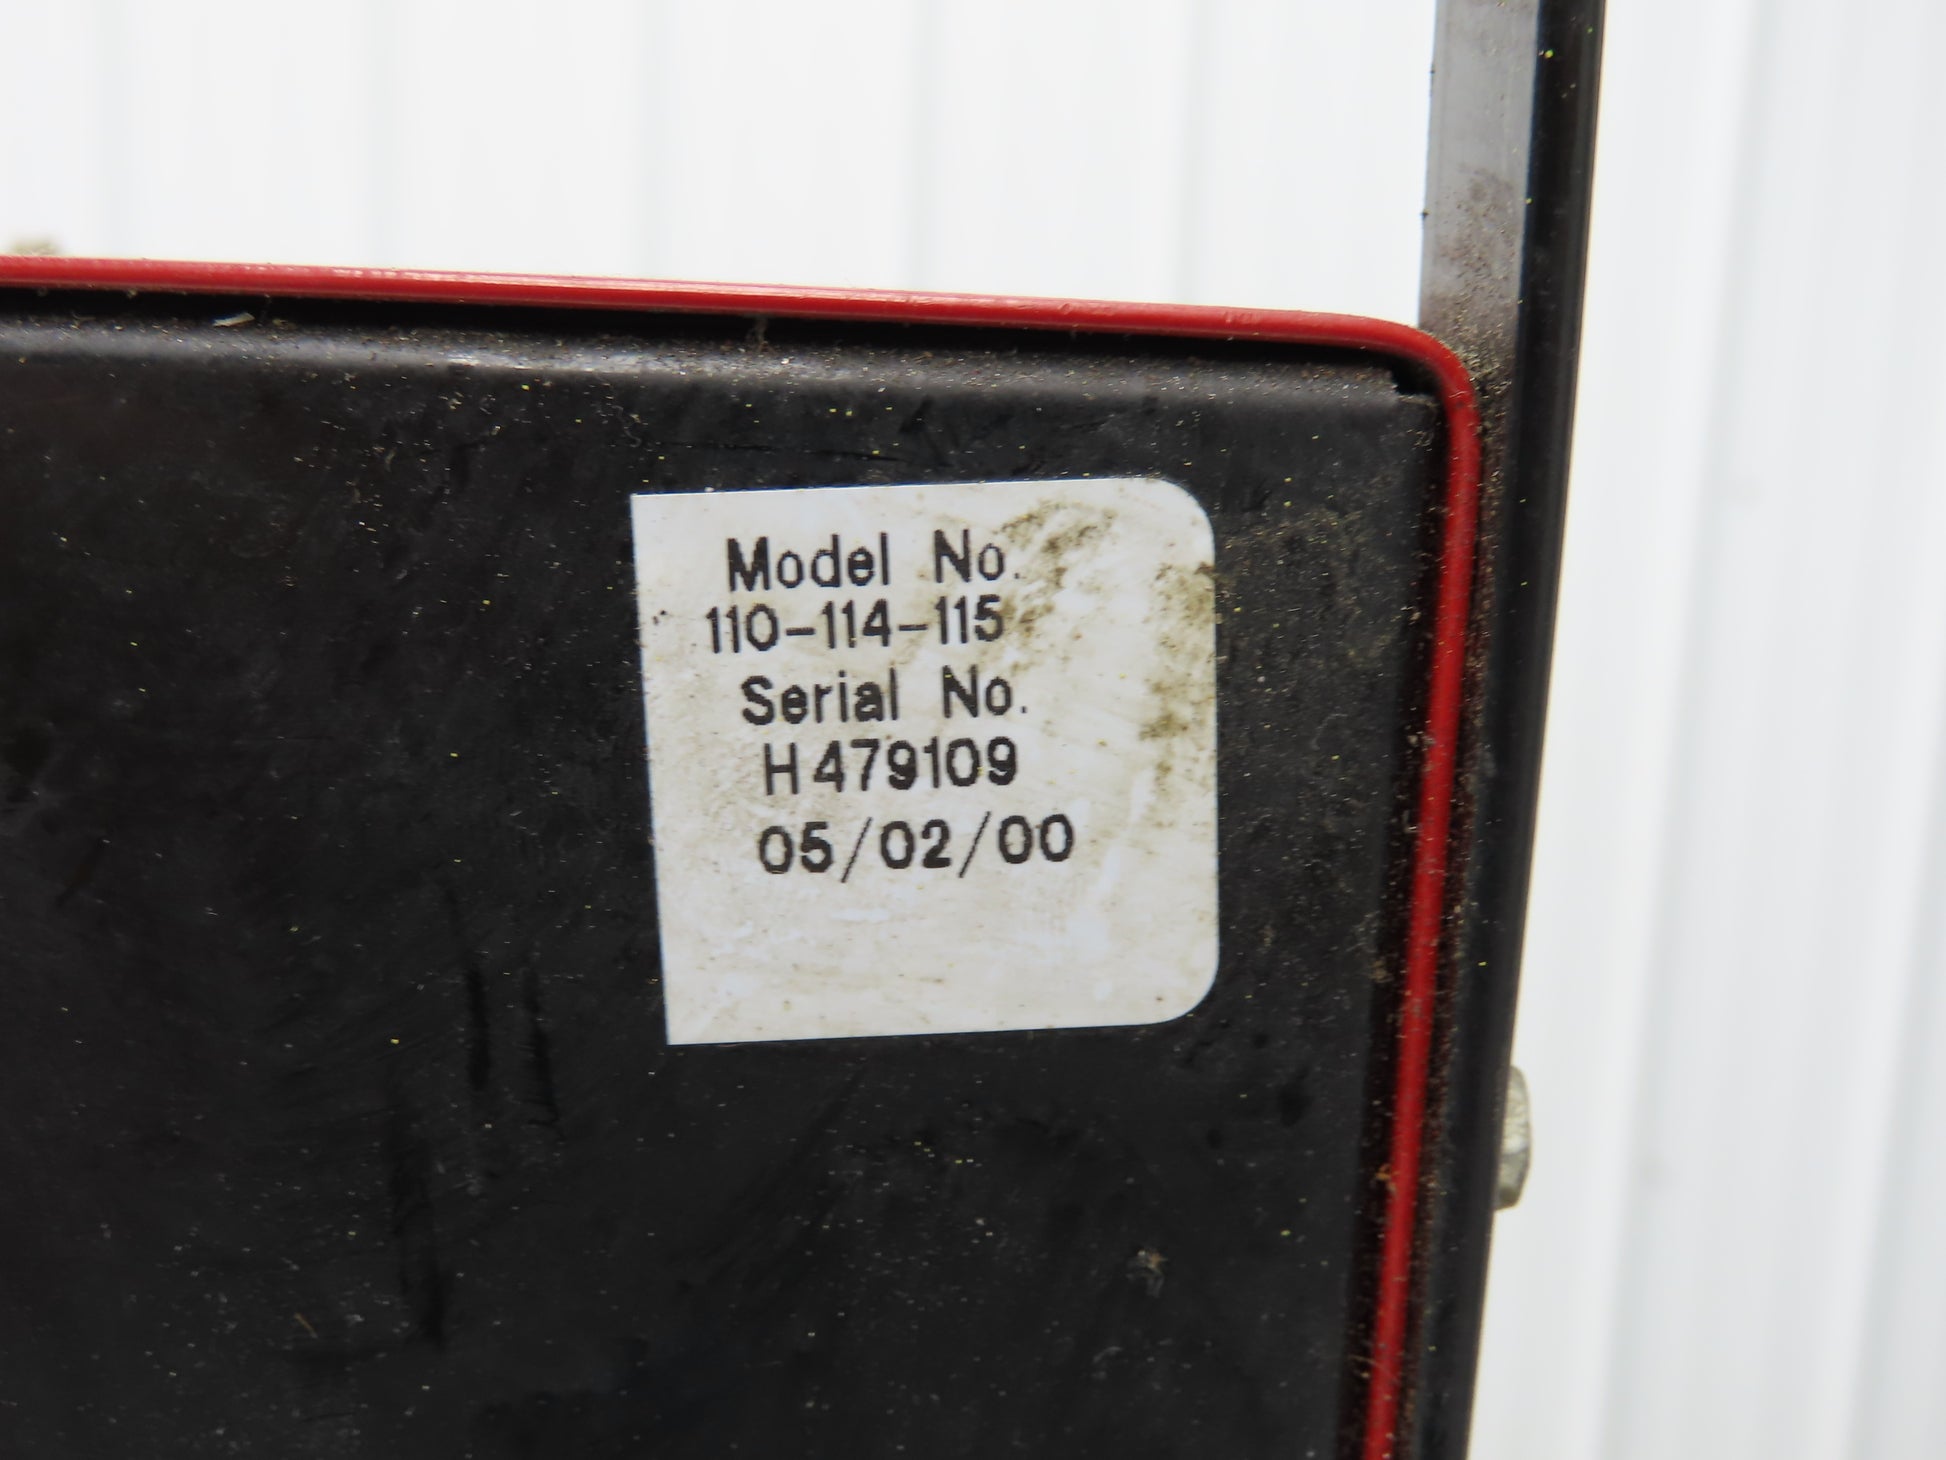 Model No.
110-114-115
Serial No.
H479109
05/02/00